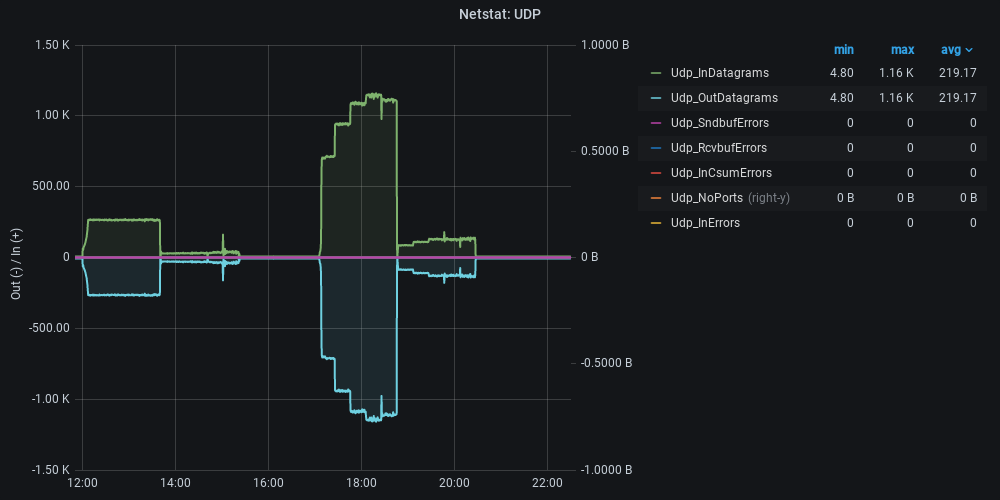 Netstat: UDP
Out (-) / In (+)
1.50 K
1.00 K
500.00
0
-500.00
-1.00 K
-1.50 K
12:00 14:00 16:00 18:00 20:00 22:00
1.0000 B
0.5000 B
0 B
-0.5000 B
-1.0000 B
min max avg
Udp_InDatagrams 4.80 1.16 K 219.17
Udp_OutDatagrams 4.80 1.16 K 219.17
Udp_SndbufErrors 0 0 0
Udp_RcvbufErrors 0 0 0
Udp_InCsumErrors 0 0 0
Udp_NoPorts (right-y) 0 B 0 B 0 B
Udp_InErrors 0 0 0